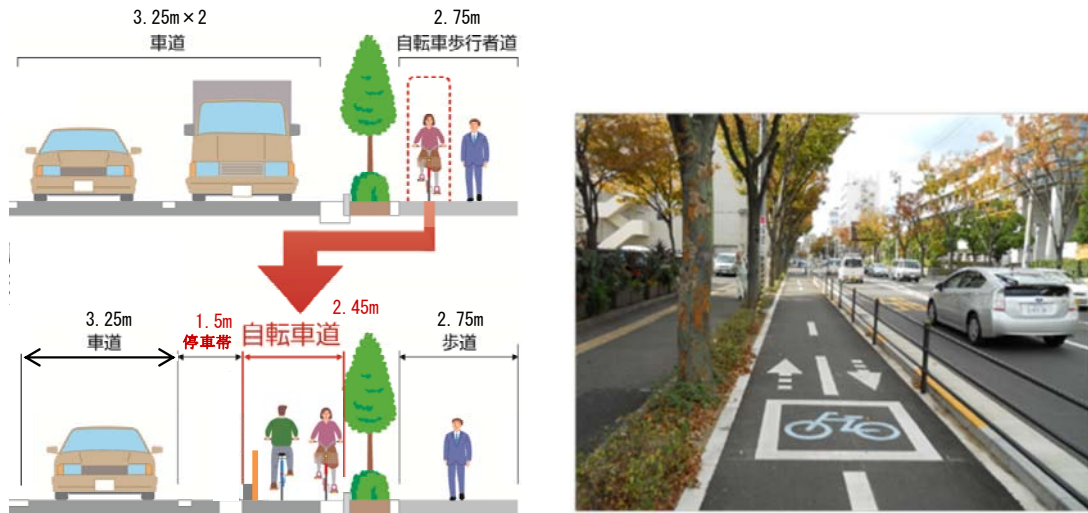 3.25m×2
車道
2.75m
自転車歩行者道
3.25m
車道
1.5m
停車帯
自転車道
2.45m
2.75m
歩道